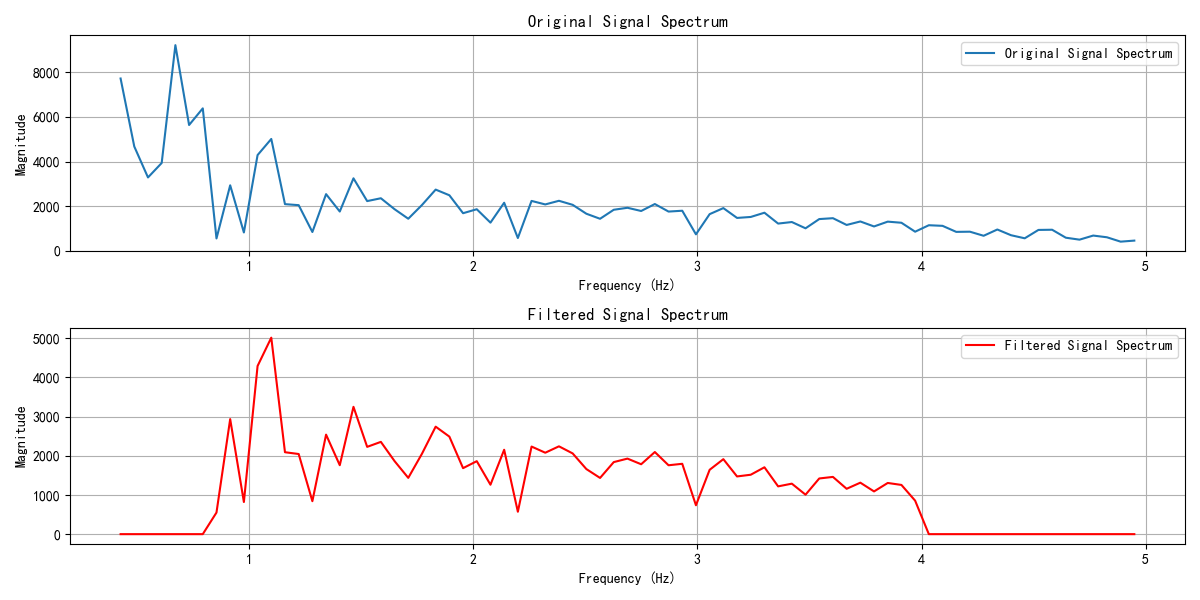 Original Signal Spectrum
Original Signal Spectrum
8000
6000
4000
2000
0
Magnitude
1 2 3 4 5
Frequency (Hz)
Filtered Signal Spectrum
Filtered Signal Spectrum
5000
4000
3000
2000
1000
0
Magnitude
1 2 3 4 5
Frequency (Hz)